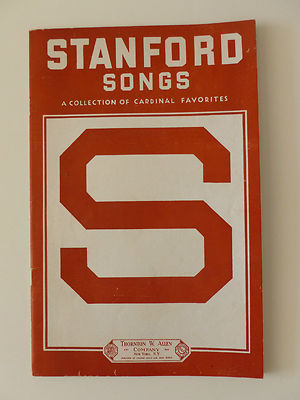 STANFORD
SONGS
A COLLECTION OF CARDINAL FAVORITES
S
THORNTON W. ALLEN
COMPANY
NEW YORK, N.Y.